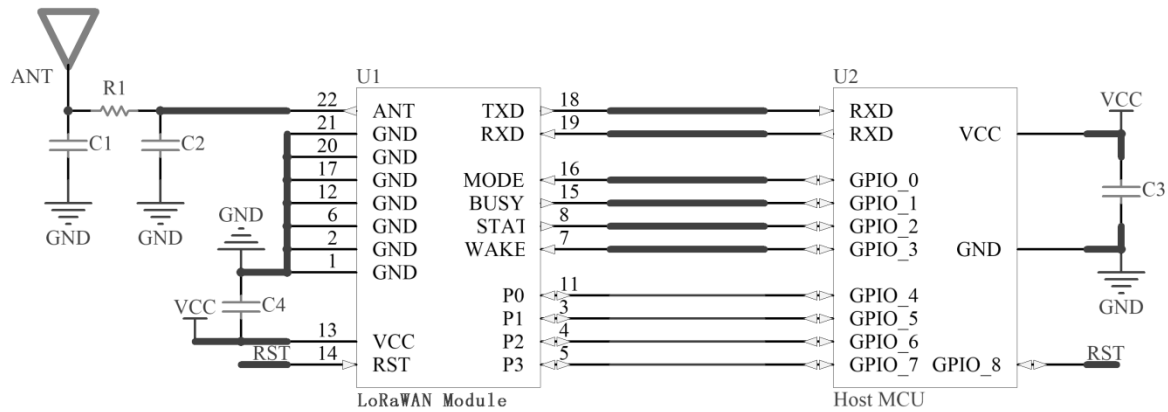 ANT
R1
C1
C2
GND
GND
GND
VCC
C4
RST
U1
22 ANT TXD 18
21 GND RXD 19
20 GND
17 GND MODE 16
12 GND BUSY 15
6 GND STAT 8
2 GND WAKE 7
1 GND
P0 11
P1 3
13 VCC P2 4
14 RST P3 5
LoRaWAN Module
U2
RXD
RXD VCC
GPIO_0
GPIO_1
GPIO_2
GPIO_3 GND
GPIO_4
GPIO_5
GPIO_6
GPIO_7 GPIO_8
Host MCU
VCC
C3
GND
RST